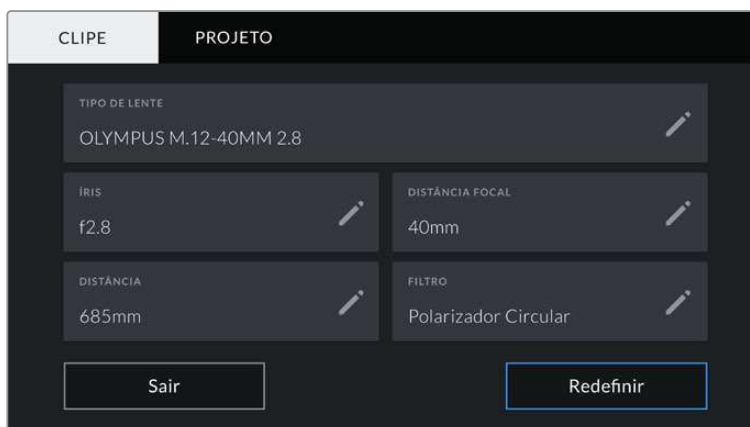 CLIPE PROJETO
TIPO DE LENTE
OLYMPUS M.12-40MM 2.8
ÍRIS
f2.8
DISTÂNCIA FOCAL
40mm
DISTÂNCIA
685mm
FILTRO
Polarizador Circular
Sair Redefinir